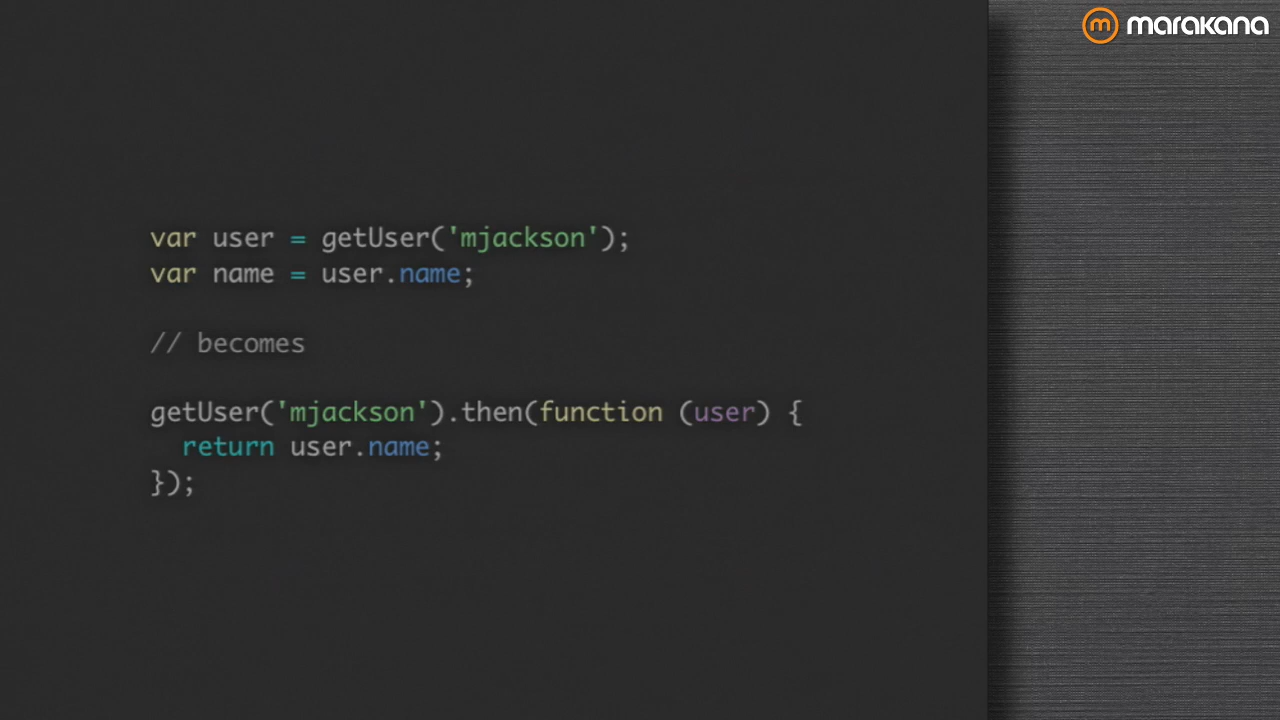 marakana
var user = getUser('mjackson');
var name = user.name;
// becomes
getUser('mjackson').then(function (user) {
  return user.name;
});